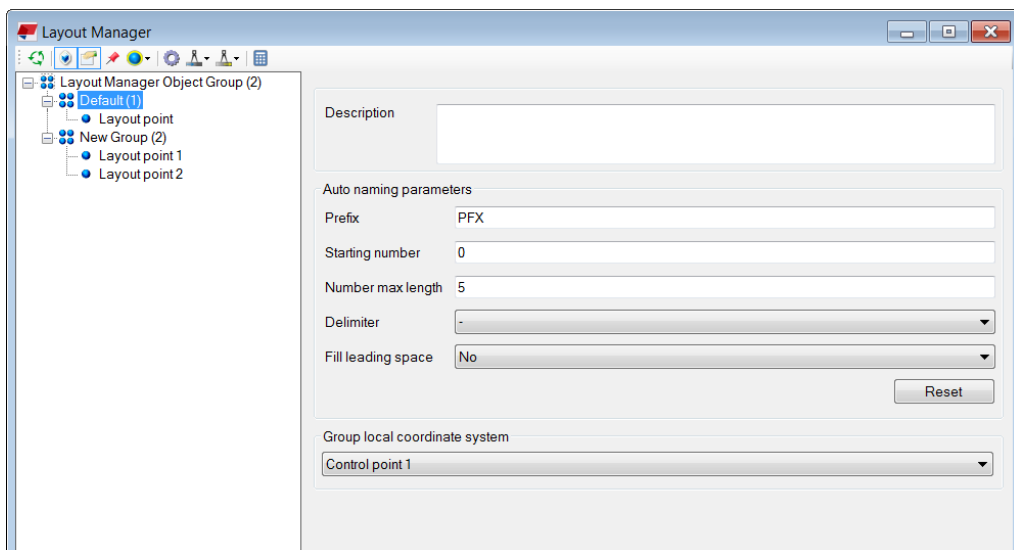 Layout Manager
Layout Manager Object Group (2)
Default (1)
Layout point
New Group (2)
Layout point 1
Layout point 2
Description
Auto naming parameters
Prefix PFX
Starting number 0
Number max length 5
Delimiter -
Fill leading space No
Reset
Group local coordinate system
Control point 1